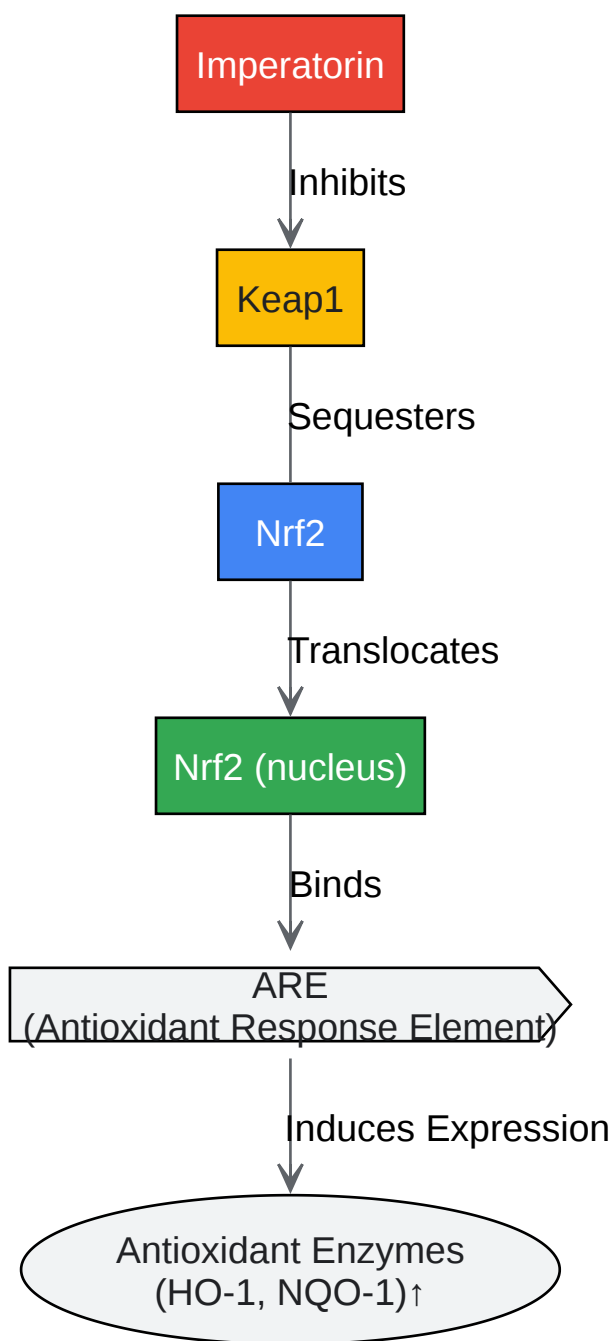 Imperatorin
Inhibits
Keap1
Sequesters
Nrf2
Translocates
Nrf2 (nucleus)
Binds
ARE
(Antioxidant Response Element)
Induces Expression
Antioxidant Enzymes
(HO-1, NQO-1)↑